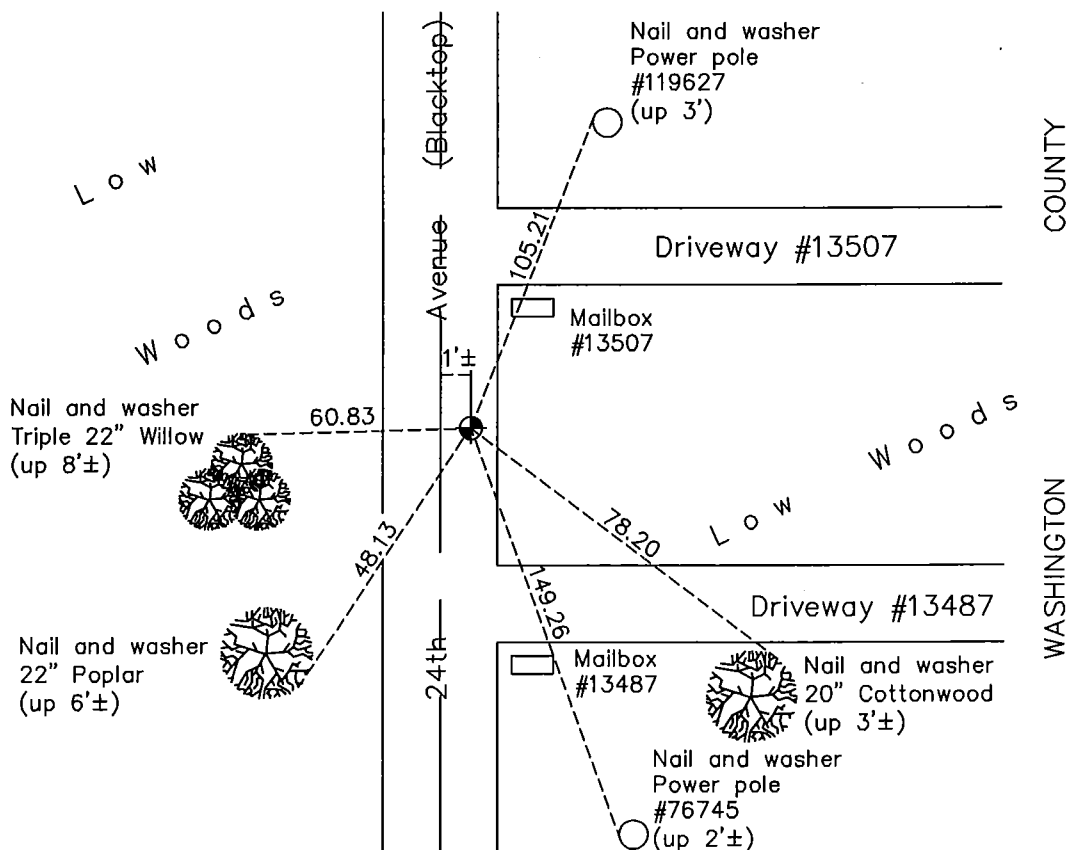 Nail and washer
Power pole
#119627
(up 3')
24th Avenue (Blacktop)
Low
Woods
COUNTY
105.21
Driveway #13507
Mailbox
#13507
1'±
Nail and washer
Triple 22" Willow
(up 8'±)
60.83
Low Woods
48.13
78.20
149.26
WASHINGTON
Driveway #13487
Nail and washer
22" Poplar
(up 6'±)
Mailbox
#13487
Nail and washer
20" Cottonwood
(up 3'±)
Nail and washer
Power pole
#76745
(up 2'±)